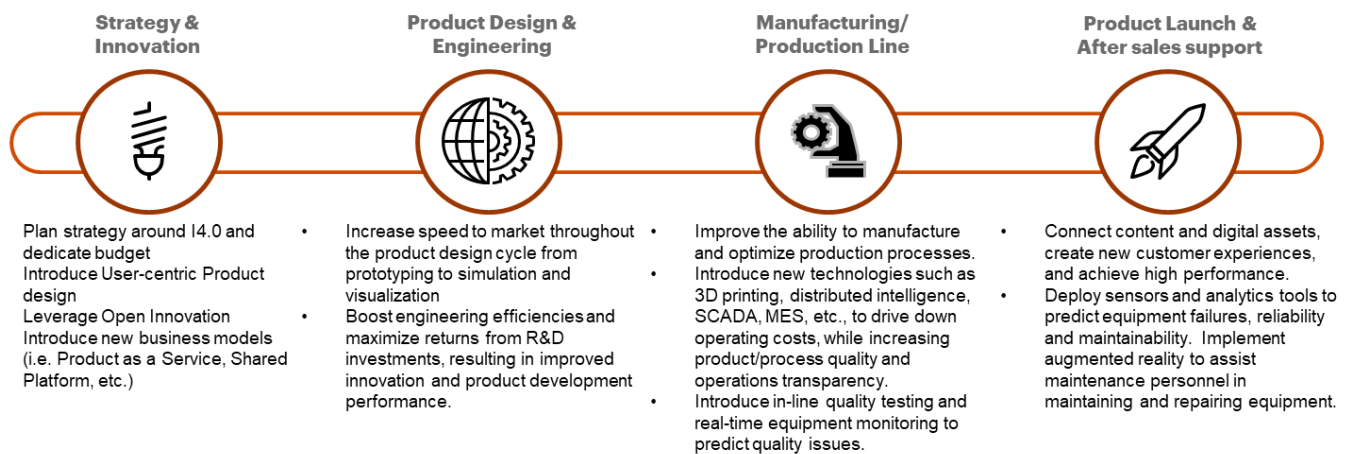 Strategy &
Innovation
Product Design &
Engineering
Manufacturing/
Production Line
Product Launch &
After sales support
Plan strategy around I4.0 and
dedicate budget
Introduce User-centric Product
design
Leverage Open Innovation
Introduce new business models
(i.e. Product as a Service, Shared
Platform, etc.)
• Increase speed to market throughout
the product design cycle from
prototyping to simulation and
visualization
• Boost engineering efficiencies and
maximize returns from R&D
investments, resulting in improved
innovation and product development
performance.
• Improve the ability to manufacture
and optimize production processes.
• Introduce new technologies such as
3D printing, distributed intelligence,
SCADA, MES, etc., to drive down
operating costs, while increasing
product/process quality and
operations transparency.
• Introduce in-line quality testing and
real-time equipment monitoring to
predict quality issues.
• Connect content and digital assets,
create new customer experiences,
and achieve high performance.
• Deploy sensors and analytics tools to
predict equipment failures, reliability
and maintainability. Implement
augmented reality to assist
maintenance personnel in
maintaining and repairing equipment.